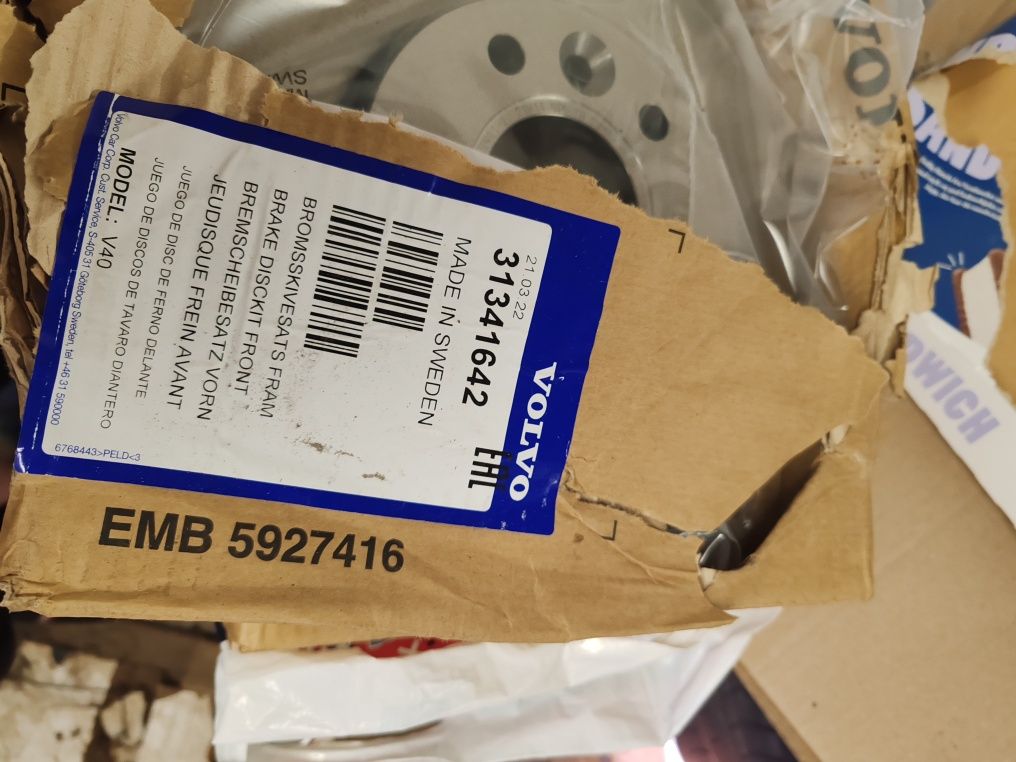 VOLVO
21.03.22
31341642
EAC
MADE IN SWEDEN
BROMSSKIVESATS FRAM
BRAKE DISCKIT FRONT
BREMSCHEIBESATZ VORN
JEUDISQUE FREIN AVANT
JUEGO DE DISC DE FERNO DELANTE
JUEGO DE DISCOS DE TAVARO DIANTERO
MODEL: V40
Volvo Car Corp. Cust. Service, S-405 31 Göteborg Sweden, tel +46 31 590000
6768443>PELD<3
EMB 5927416